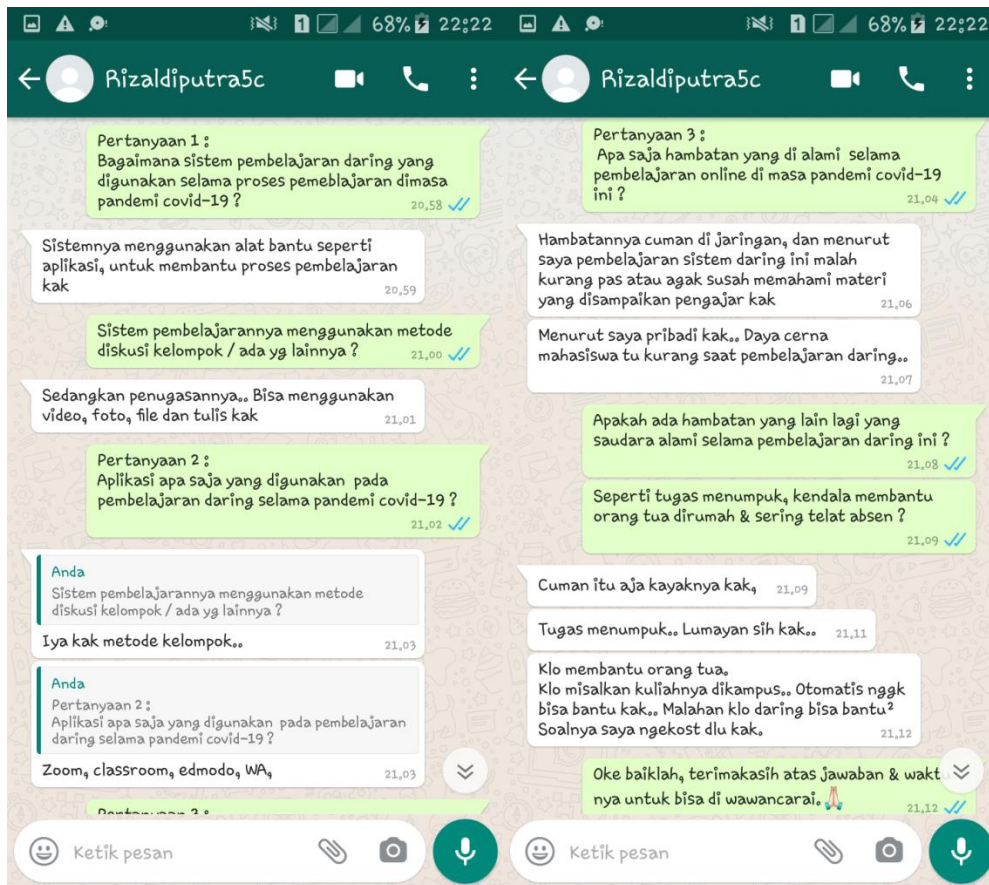 68% 22:22
Rizaldiputra5c
Pertanyaan 1 :
Bagaimana sistem pembelajaran daring yang
digunakan selama proses pemeblajaran dimasa
pandemi covid-19 ?
20,58
Sistemnya menggunakan alat bantu seperti
aplikasi, untuk membantu proses pembelajaran
kak
20,59
Sistem pembelajarannya menggunakan metode
diskusi kelompok / ada yg lainnya ?
21,00
Sedangkan penugasannya.. Bisa menggunakan
video, foto, file dan tulis kak
21,01
Pertanyaan 2 :
Aplikasi apa saja yang digunakan pada
pembelajaran daring selama pandemi covid-19 ?
21,02
Anda
Sistem pembelajarannya menggunakan metode
diskusi kelompok / ada yg lainnya ?
Iya kak metode kelompok..
21,03
Anda
Pertanyaan 2 :
Aplikasi apa saja yang digunakan pada pembelajaran
daring selama pandemi covid-19 ?
Zoom, classroom, edmodo, WA,
21,03
Pertanyaan 3 :
Ketik pesan
1 68% 22:22
Rizaldiputra5c
Pertanyaan 3 :
Apa saja hambatan yang di alami selama
pembelajaran online di masa pandemi covid-19
ini ?
21,04
Hambatannya cuman di jaringan, dan menurut
saya pembelajaran sistem daring ini malah
kurang pas atau agak susah memahami materi
yang disampaikan pengajar kak
21,06
Menurut saya pribadi kak.. Daya cerna
mahasiswa tu kurang saat pembelajaran daring..
21,07
Apakah ada hambatan yang lain lagi yang
saudara alami selama pembelajaran daring ini ?
21,08
Seperti tugas menumpuk, kendala membantu
orang tua dirumah & sering telat absen ?
21,09
Cuman itu aja kayaknya kak,
21,09
Tugas menumpuk.. Lumayan sih kak..
21,11
Klo membantu orang tua.
Klo misalkan kuliahnya dikampus.. Otomatis nggk
bisa bantu kak.. Malahan klo daring bisa bantu²
Soalnya saya ngekost dlu kak.
21,12
Oke baiklah, terimakasih atas jawaban & waktu
nya untuk bisa di wawancarai.🙏
21,12
Ketik pesan